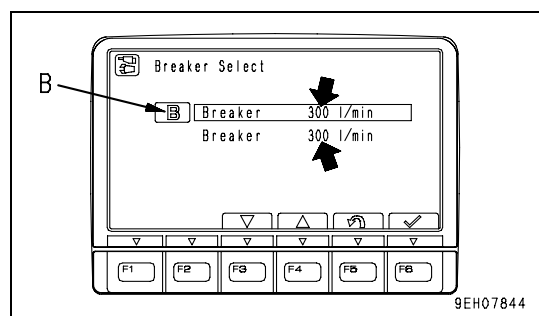 Breaker Select
B
B Breaker 300 l/min
Breaker 300 l/min
F1 F2 F3 F4 F5 F6
9EH07844